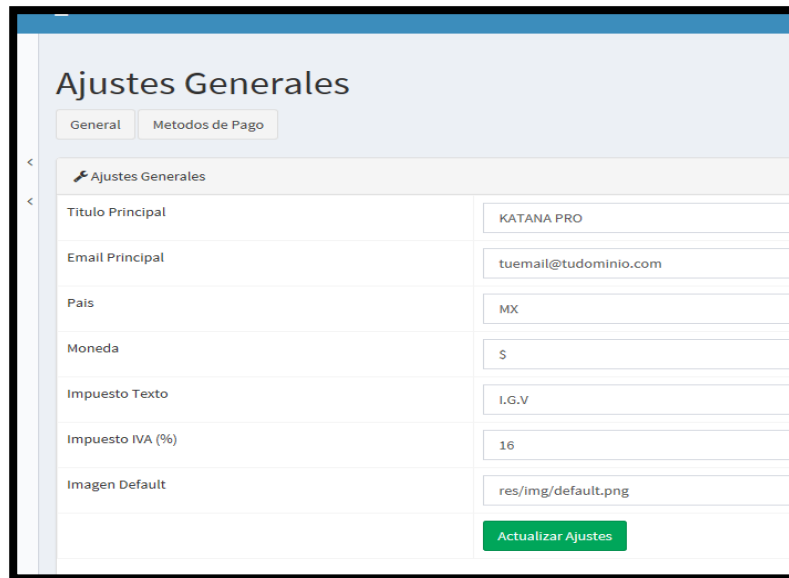 Ajustes Generales
General Metodos de Pago
Ajustes Generales
Titulo Principal KATANA PRO
Email Principal tuemail@tudominio.com
Pais MX
Moneda $
Impuesto Texto I.G.V
Impuesto IVA (%) 16
Imagen Default res/img/default.png
Actualizar Ajustes